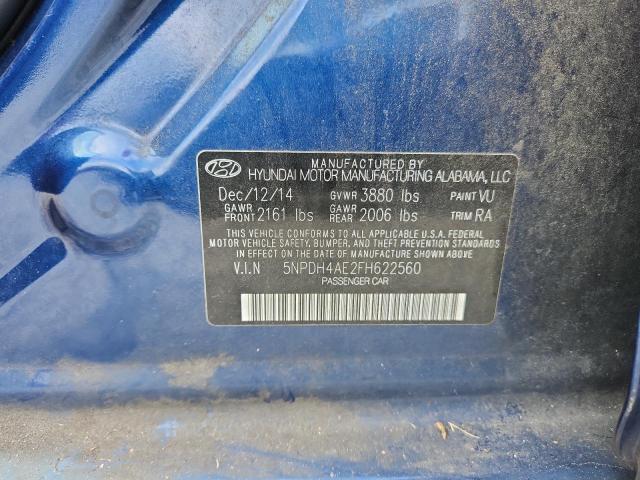 MANUFACTURED BY
HYUNDAI MOTOR MANUFACTURING ALABAMA, LLC
Dec/12/14 GVWR 3880 lbs PAINT VU
GAWR FRONT 2161 lbs GAWR REAR 2006 lbs TRIM RA
THIS VEHICLE CONFORMS TO ALL APPLICABLE U.S.A. FEDERAL
MOTOR VEHICLE SAFETY, BUMPER, AND THEFT PREVENTION STANDARDS
IN EFFECT ON THE DATE OF MANUFACTURE SHOWN ABOVE.
V.I.N 5NPDH4AE2FH622560
PASSENGER CAR